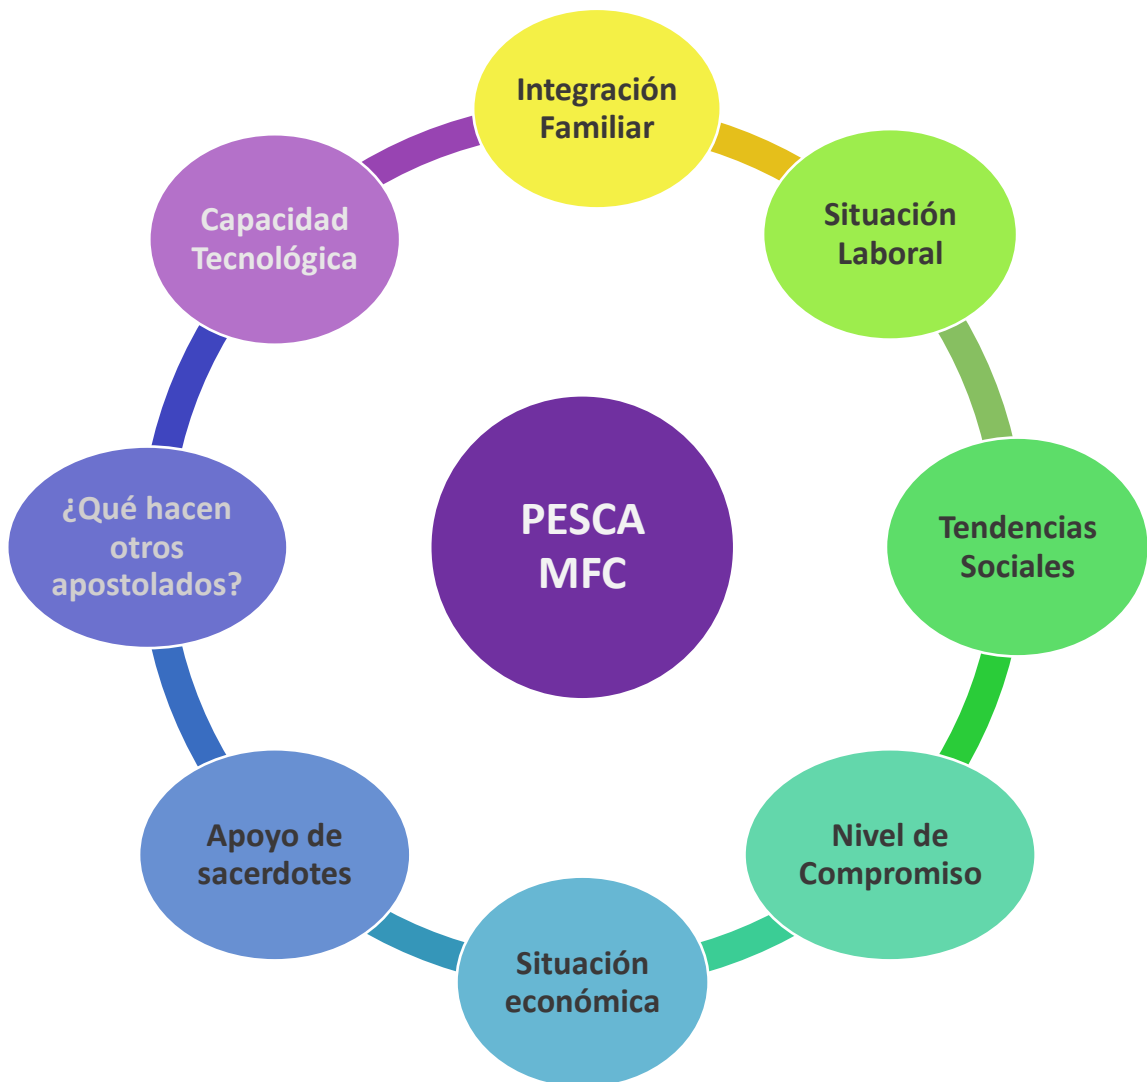 Integración
Familiar
Situación
Laboral
Tendencias
Sociales
Nivel de
Compromiso
Situación
económica
Apoyo de
sacerdotes
¿Qué hacen
otros
apostolados?
Capacidad
Tecnológica
PESCA
MFC